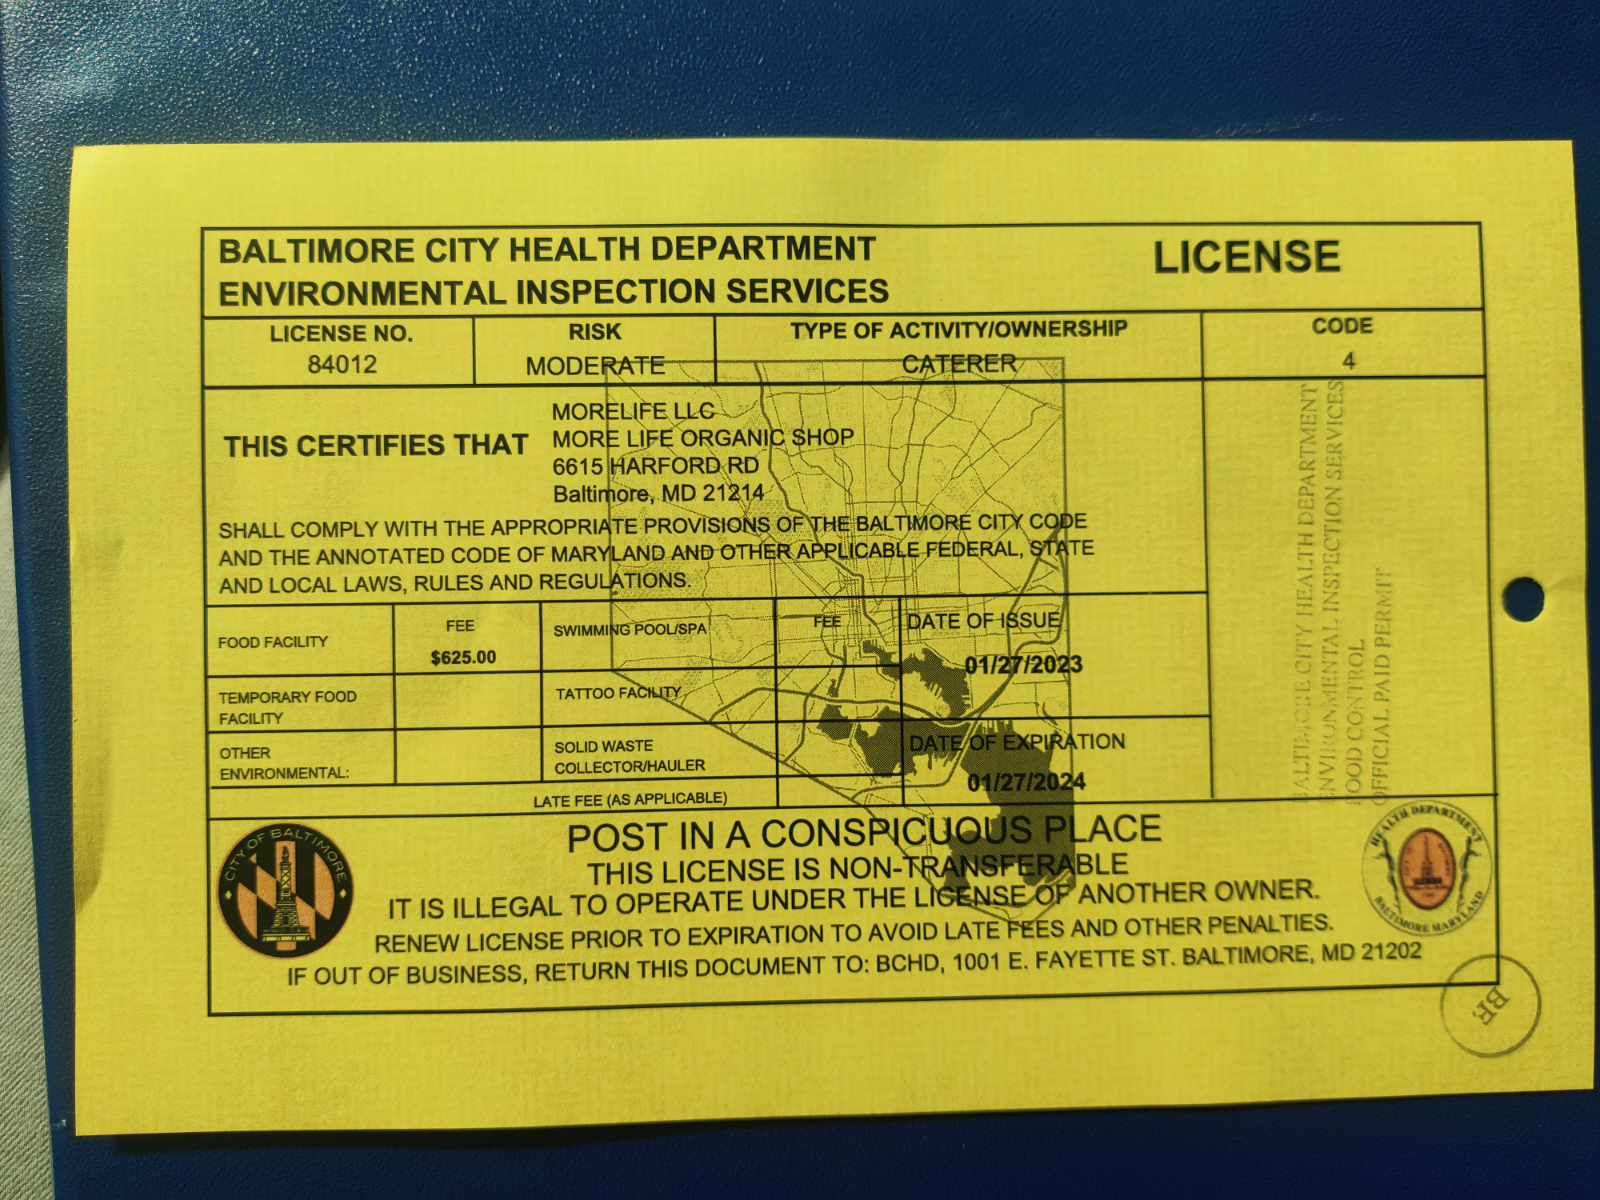 BALTIMORE CITY HEALTH DEPARTMENT
ENVIRONMENTAL INSPECTION SERVICES
LICENSE
LICENSE NO.
84012
RISK
MODERATE
TYPE OF ACTIVITY/OWNERSHIP
CATERER
CODE
4
THIS CERTIFIES THAT
MORELIFE LLC
MORE LIFE ORGANIC SHOP
6615 HARFORD RD
Baltimore, MD 21214
SHALL COMPLY WITH THE APPROPRIATE PROVISIONS OF THE BALTIMORE CITY CODE
AND THE ANNOTATED CODE OF MARYLAND AND OTHER APPLICABLE FEDERAL, STATE
AND LOCAL LAWS, RULES AND REGULATIONS.
BALTIMORE CITY HEALTH DEPARTMENT
ENVIRONMENTAL INSPECTION SERVICES
FOOD CONTROL
OFFICIAL PAID PERMIT
FOOD FACILITY
FEE
$625.00
SWIMMING POOL/SPA
FEE
DATE OF ISSUE
01/27/2023
TEMPORARY FOOD
FACILITY
TATTOO FACILITY
OTHER
ENVIRONMENTAL:
SOLID WASTE
COLLECTOR/HAULER
DATE OF EXPIRATION
01/27/2024
LATE FEE (AS APPLICABLE)
CITY OF BALTIMORE
POST IN A CONSPICUOUS PLACE
THIS LICENSE IS NON-TRANSFERABLE
IT IS ILLEGAL TO OPERATE UNDER THE LICENSE OF ANOTHER OWNER.
RENEW LICENSE PRIOR TO EXPIRATION TO AVOID LATE FEES AND OTHER PENALTIES.
IF OUT OF BUSINESS, RETURN THIS DOCUMENT TO: BCHD, 1001 E. FAYETTE ST. BALTIMORE, MD 21202
HEALTH DEPARTMENT
BALTIMORE MARYLAND